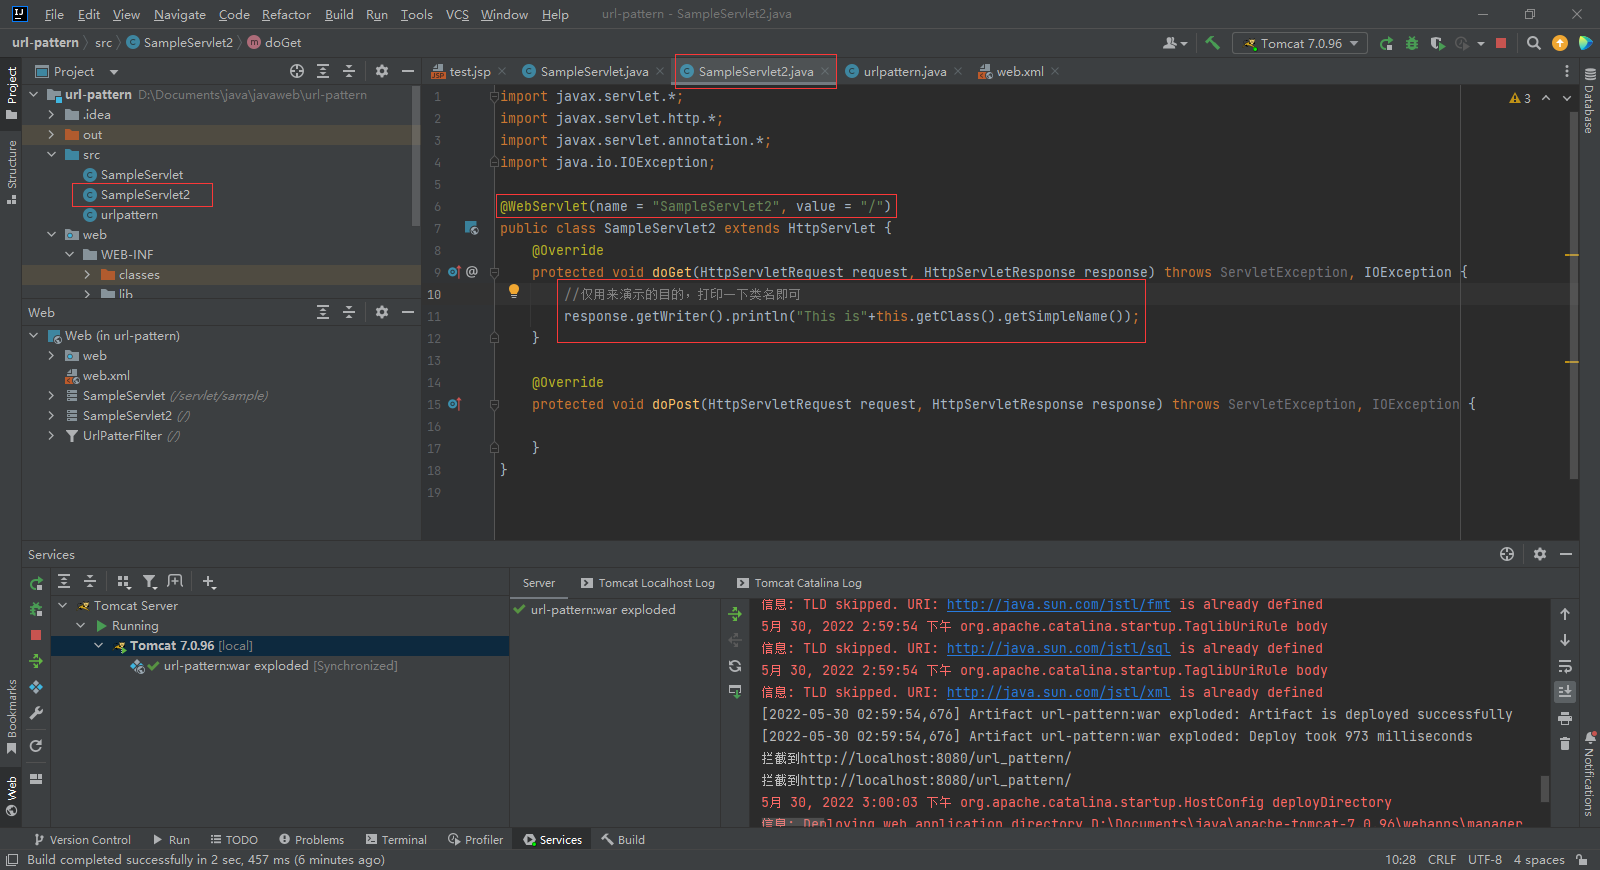 File Edit View Navigate Code Refactor Build Run Tools VCS Window Help url-pattern - SampleServlet2.java
url-pattern src SampleServlet2 doGet
Tomcat 7.0.96
Project
test.jsp SampleServlet.java SampleServlet2.java urlpattern.java web.xml
url-pattern D:\Documents\java\javaweb\url-pattern
.idea
out
src
SampleServlet
SampleServlet2
urlpattern
web
WEB-INF
classes
lib
Web
Web (in url-pattern)
web
web.xml
SampleServlet (/servlet/sample)
SampleServlet2 (/)
UrlPatterFilter (/)
Project
Structure
Bookmarks
Web
3
1 import javax.servlet.*;
2 import javax.servlet.http.*;
3 import javax.servlet.annotation.*;
4 import java.io.IOException;
5
6 @WebServlet(name = "SampleServlet2", value = "/")
7 public class SampleServlet2 extends HttpServlet {
8 @Override
9 protected void doGet(HttpServletRequest request, HttpServletResponse response) throws ServletException, IOException {
10 //仅用来演示的目的，打印一下类名即可
11 response.getWriter().println("This is"+this.getClass().getSimpleName());
12 }
13
14 @Override
15 protected void doPost(HttpServletRequest request, HttpServletResponse response) throws ServletException, IOException {
16
17 }
18 }
19
Database
Notifications
Services
Tomcat Server
Running
Tomcat 7.0.96 [local]
url-pattern:war exploded [Synchronized]
Server Tomcat Localhost Log Tomcat Catalina Log
url-pattern:war exploded
信息: TLD skipped. URI: http://java.sun.com/jstl/fmt is already defined
5月 30, 2022 2:59:54 下午 org.apache.catalina.startup.TaglibUriRule body
信息: TLD skipped. URI: http://java.sun.com/jstl/sql is already defined
5月 30, 2022 2:59:54 下午 org.apache.catalina.startup.TaglibUriRule body
信息: TLD skipped. URI: http://java.sun.com/jstl/xml is already defined
[2022-05-30 02:59:54,676] Artifact url-pattern:war exploded: Artifact is deployed successfully
[2022-05-30 02:59:54,676] Artifact url-pattern:war exploded: Deploy took 973 milliseconds
拦截到http://localhost:8080/url_pattern/
拦截到http://localhost:8080/url_pattern/
5月 30, 2022 3:00:03 下午 org.apache.catalina.startup.HostConfig deployDirectory
信息: Deploying web application directory D:\Documents\java\apache-tomcat-7.0.96\webapps\manager
Version Control Run TODO Problems Terminal Profiler Services Build
Build completed successfully in 2 sec, 457 ms (6 minutes ago) 10:28 CRLF UTF-8 4 spaces